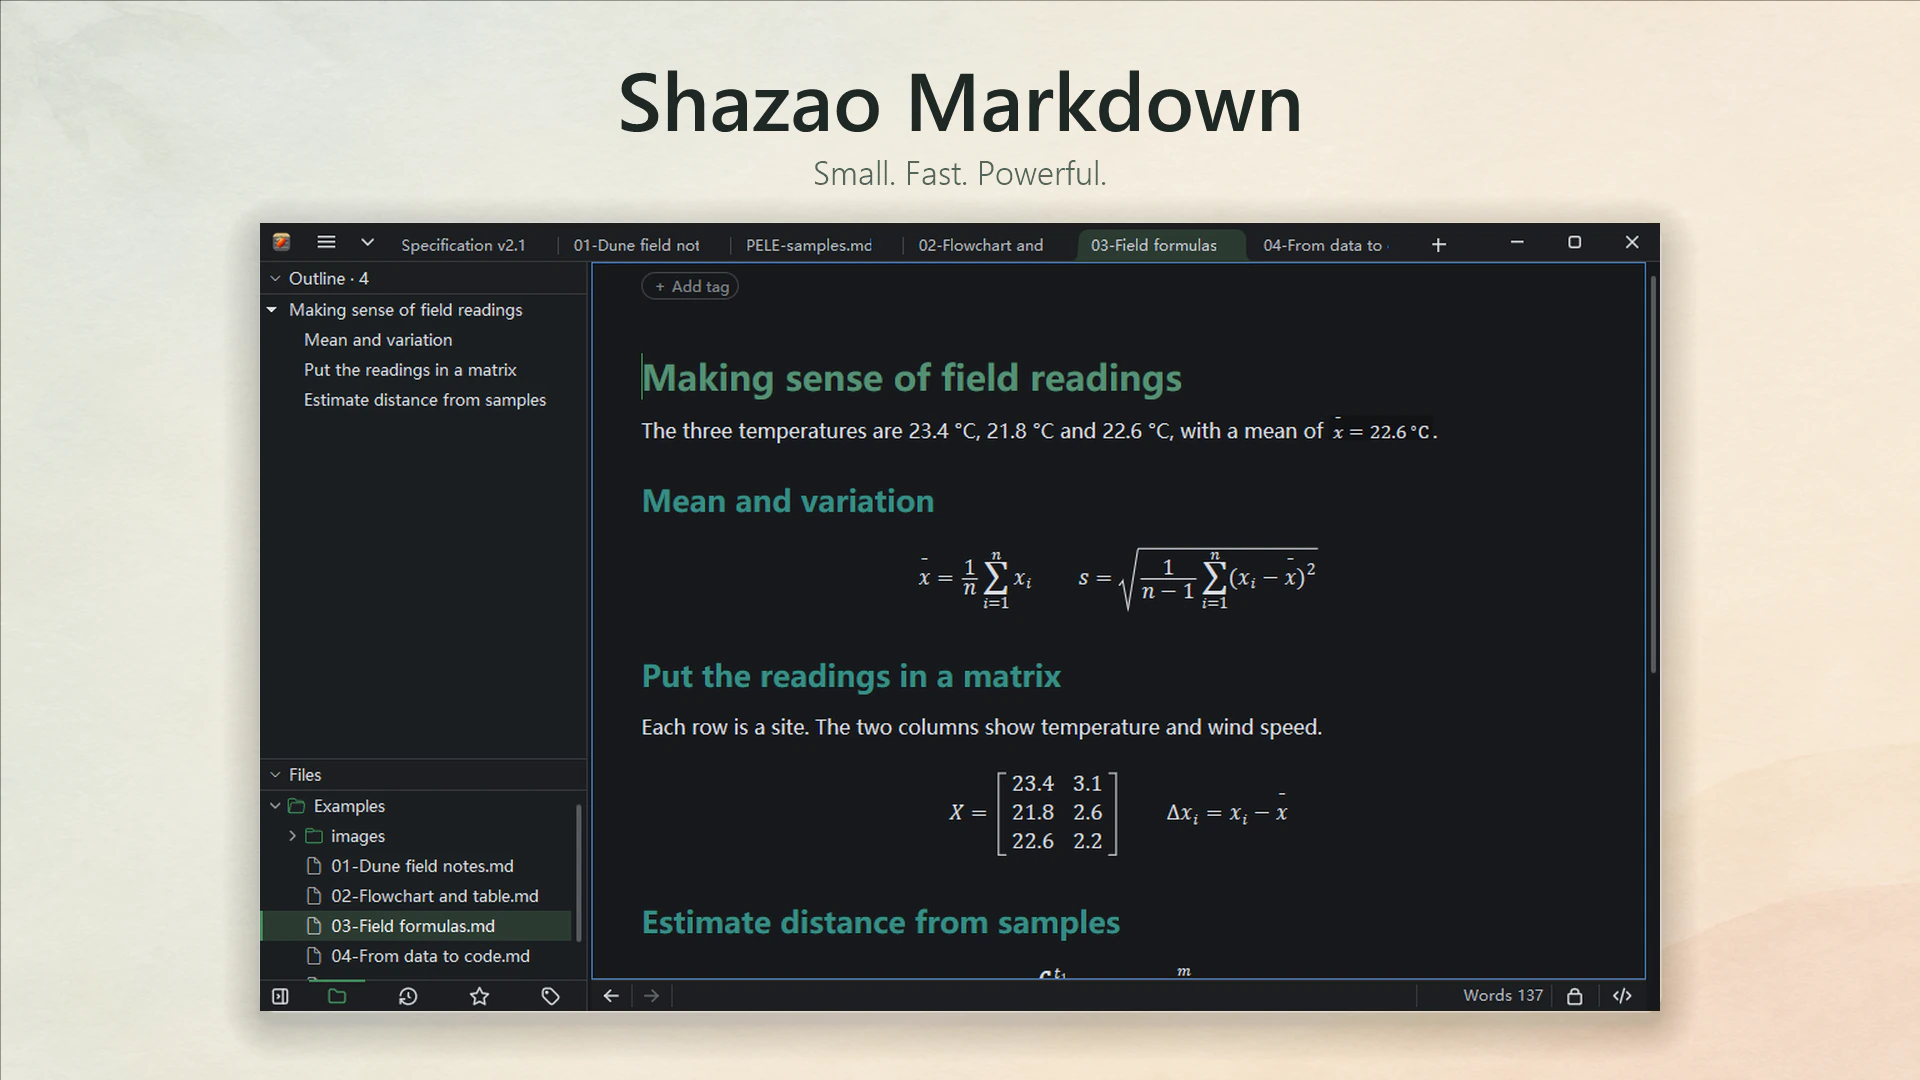 Shazao Markdown
Small. Fast. Powerful.
Specification v2.1
01-Dune field not
PELE-samples.md
02-Flowchart and
03-Field formulas
04-From data to
Outline · 4
Making sense of field readings
Mean and variation
Put the readings in a matrix
Estimate distance from samples
Files
Examples
images
01-Dune field notes.md
02-Flowchart and table.md
03-Field formulas.md
04-From data to code.md
+ Add tag
Making sense of field readings
The three temperatures are 23.4 °C, 21.8 °C and 22.6 °C, with a mean of x̄ = 22.6 °C.
Mean and variation
x̄ = 1/n ∑_{i=1}^{n} x_i    s = √(1/(n − 1) ∑_{i=1}^{n} (x_i − x̄)²)
Put the readings in a matrix
Each row is a site. The two columns show temperature and wind speed.
X = [23.4 3.1
21.8 2.6
22.6 2.2]    Δx_i = x_i − x̄
Estimate distance from samples
t₁ m
Words 137